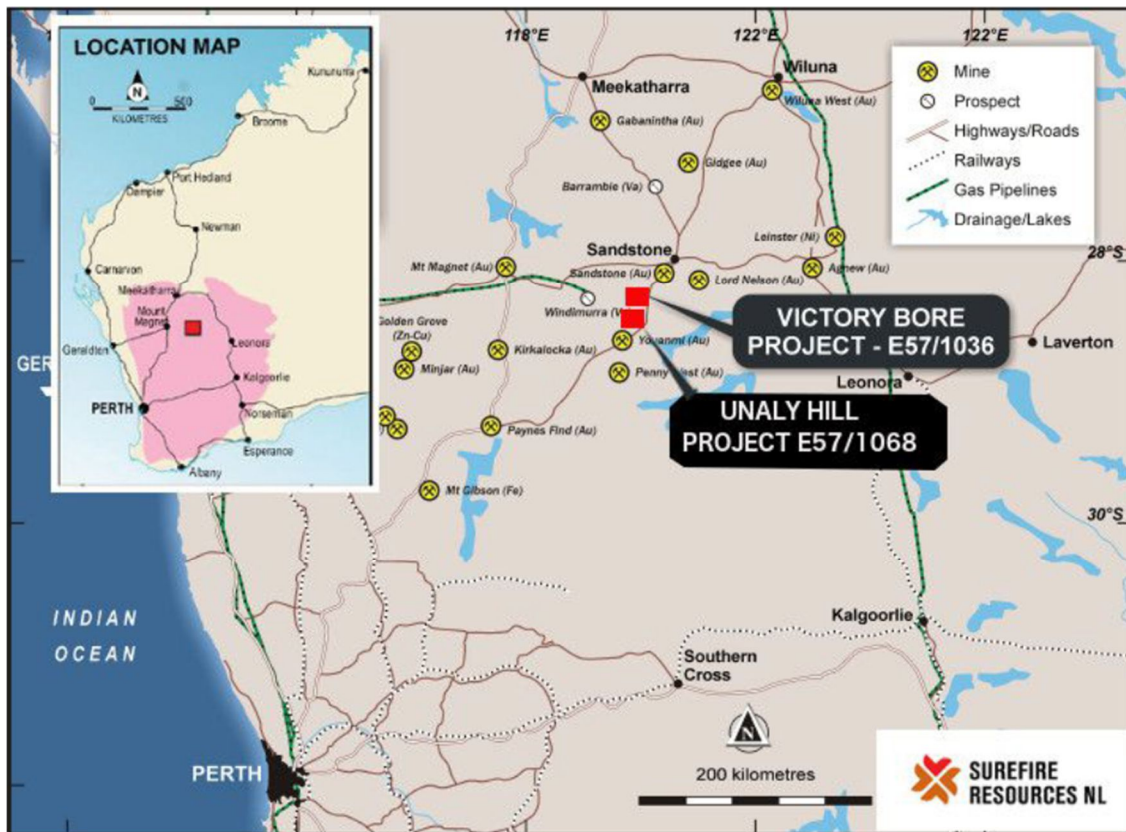 LOCATION MAP
N
0 500
KILOMETRES
Kununurra
Broome
Port Hedland
Dampier
Newman
Carnarvon
Meekatharra
Mount
Magnet
Geraldton
Leonora
Kalgoorlie
PERTH
Norseman
Esperance
Albany
118°E
122°E
122°E
Mine
Prospect
Highways/Roads
Railways
Gas Pipelines
Drainage/Lakes
Meekatharra
Wiluna
Wiluna West (Au)
Gabanintha (Au)
Gidgee (Au)
Barrambie (Va)
Leinster (Ni)
Sandstone
28°S
Mt Magnet (Au)
Sandstone (Au)
Lord Nelson (Au)
Agnew (Au)
Windimurra (V
VICTORY BORE
PROJECT - E57/1036
Golden Grove
(Zn-Cu)
Youanmi (Au)
Kirkalocka (Au)
Laverton
GER
Minjar (Au)
Penny West (Au)
Leonora
UNALY HILL
PROJECT E57/1068
)
Paynes Find (Au)
Mt Gibson (Fe)
30°S
INDIAN
OCEAN
Kalgoorlie
Southern
Cross
N
PERTH
200 kilometres
SUREFIRE
RESOURCES NL